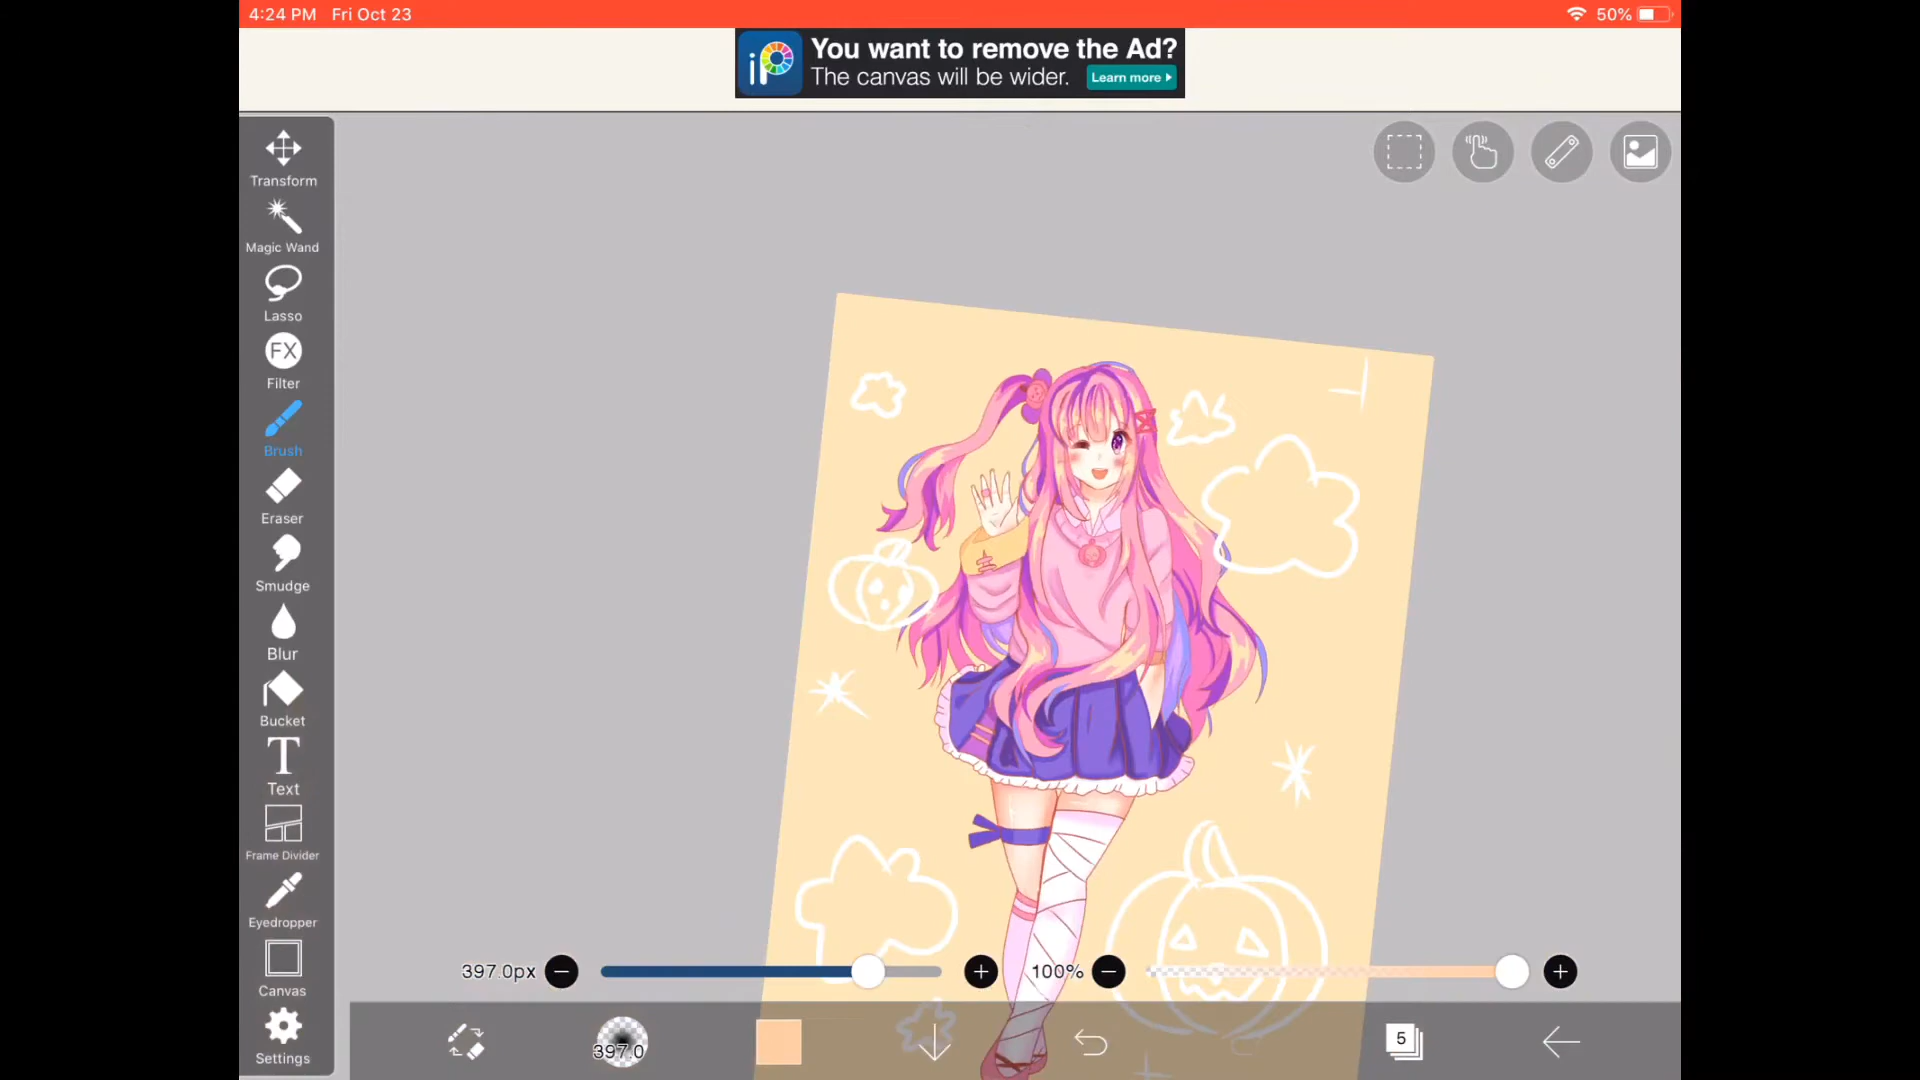 4:24 PM Fri Oct 23
50%
iP
You want to remove the Ad?
The canvas will be wider. Learn more
Transform
Magic Wand
Lasso
FX
Filter
Brush
Eraser
Smudge
Blur
Bucket
T
Text
Frame Divider
Eyedropper
Canvas
Settings
397.0px
100%
397.0
5